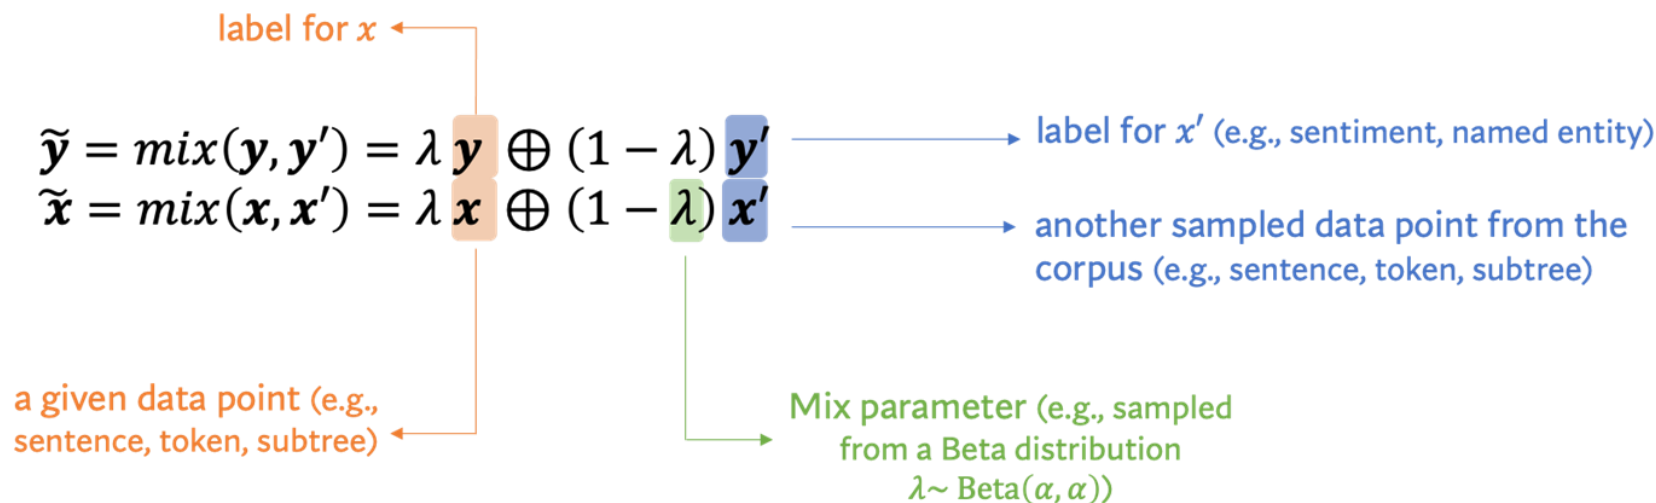 label for x
ỹ = mix(y, y′) = λ y ⊕ (1 − λ) y′
label for x′ (e.g., sentiment, named entity)
x̃ = mix(x, x′) = λ x ⊕ (1 − λ) x′
another sampled data point from the
corpus (e.g., sentence, token, subtree)
a given data point (e.g.,
sentence, token, subtree)
Mix parameter (e.g., sampled
from a Beta distribution
λ~ Beta(α, α))